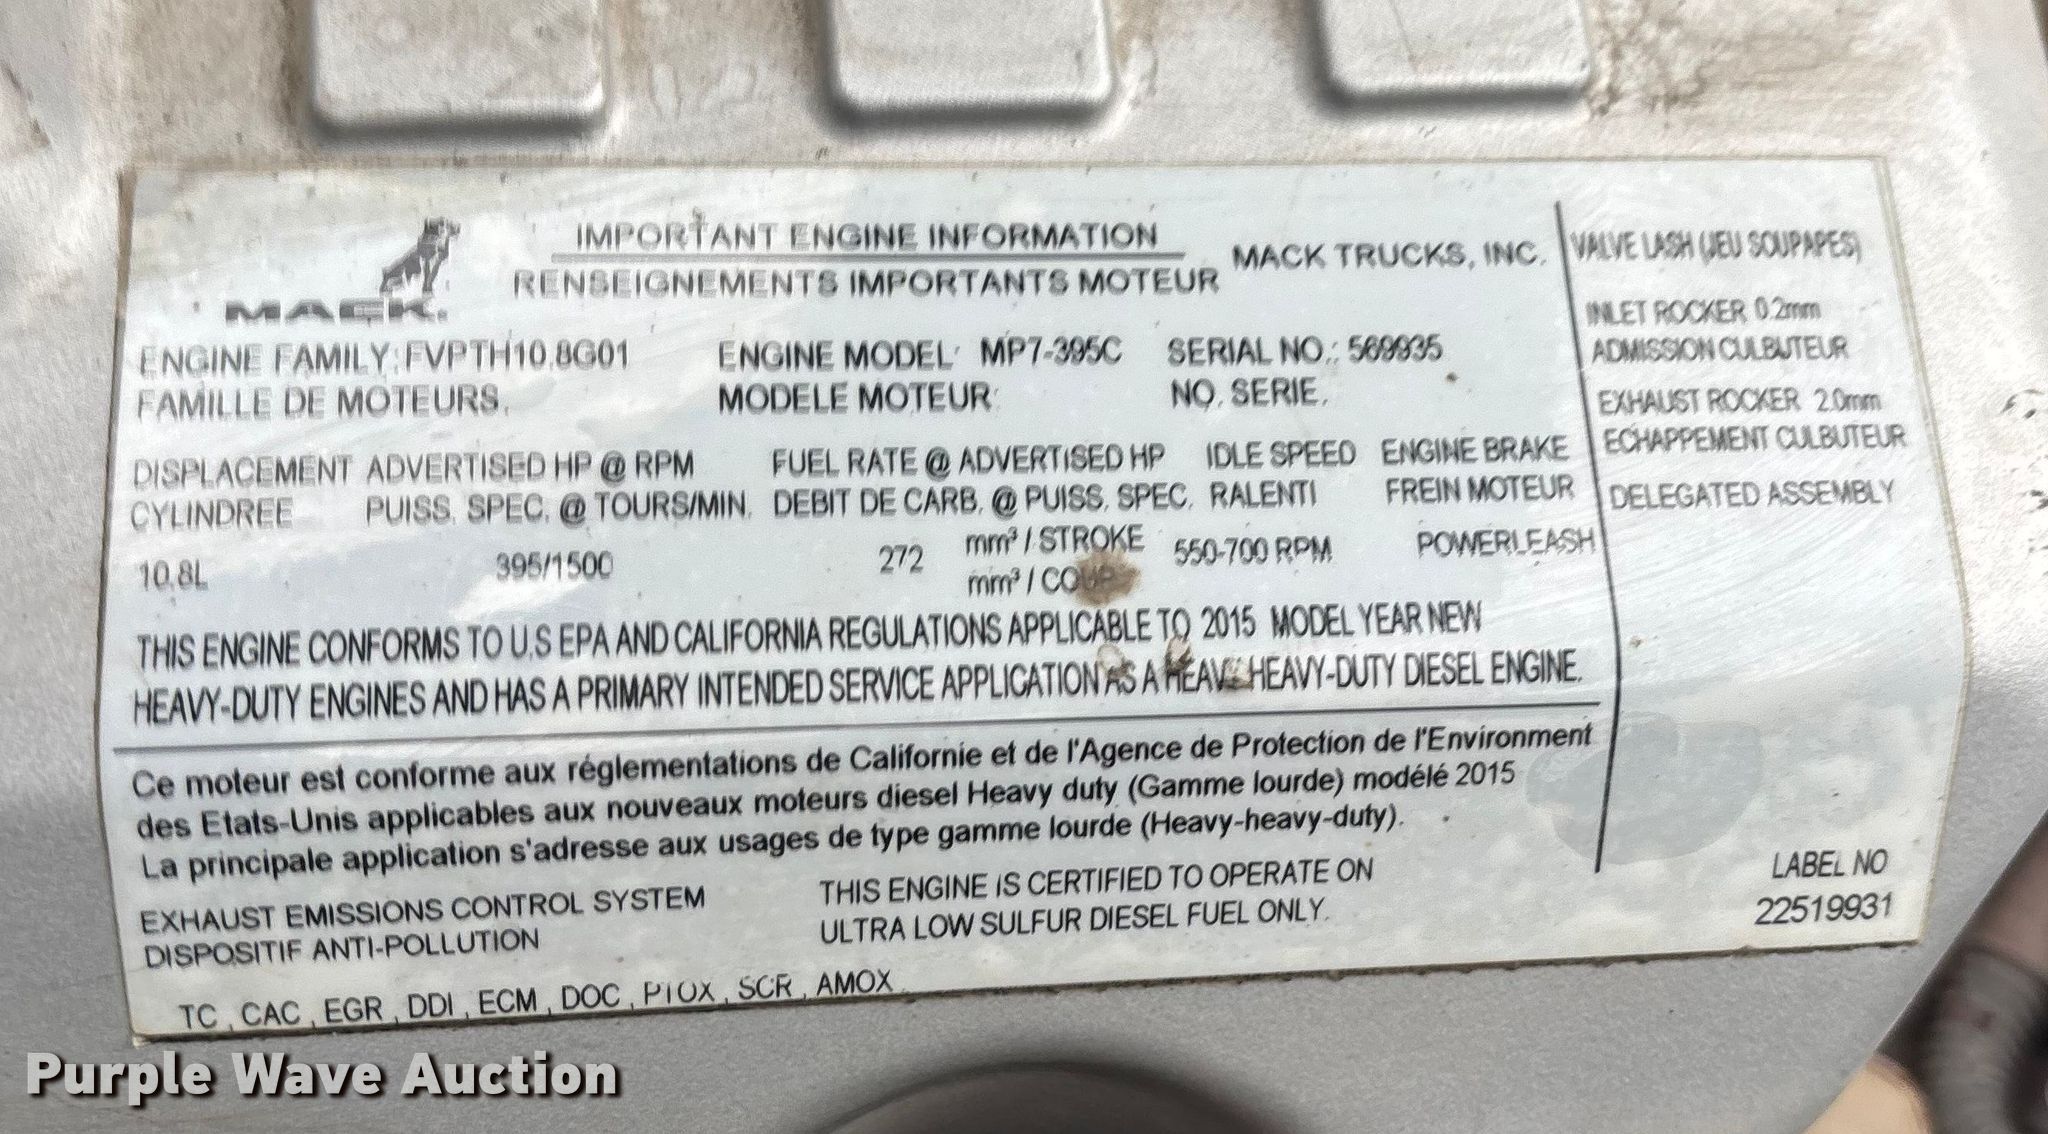 IMPORTANT ENGINE INFORMATION
RENSEIGNEMENTS IMPORTANTS MOTEUR
MACK TRUCKS, INC.
MACK.
ENGINE FAMILY: FVPTH10.8G01 ENGINE MODEL: MP7-395C SERIAL NO.: 569935
FAMILLE DE MOTEURS. MODELE MOTEUR: NO. SERIE.
DISPLACEMENT ADVERTISED HP @ RPM FUEL RATE @ ADVERTISED HP IDLE SPEED ENGINE BRAKE
CYLINDREE PUISS. SPEC. @ TOURS/MIN. DEBIT DE CARB. @ PUISS. SPEC. RALENTI FREIN MOTEUR
10.8L 395/1500 272 mm³ / STROKE 550-700 RPM POWERLEASH
mm³ / COUP
THIS ENGINE CONFORMS TO U.S EPA AND CALIFORNIA REGULATIONS APPLICABLE TO 2015 MODEL YEAR NEW
HEAVY-DUTY ENGINES AND HAS A PRIMARY INTENDED SERVICE APPLICATION AS A HEAVY HEAVY-DUTY DIESEL ENGINE.
Ce moteur est conforme aux réglementations de Californie et de l'Agence de Protection de l'Environment
des Etats-Unis applicables aux nouveaux moteurs diesel Heavy duty (Gamme lourde) modélé 2015
La principale application s'adresse aux usages de type gamme lourde (Heavy-heavy-duty).
EXHAUST EMISSIONS CONTROL SYSTEM
DISPOSITIF ANTI-POLLUTION
THIS ENGINE IS CERTIFIED TO OPERATE ON
ULTRA LOW SULFUR DIESEL FUEL ONLY.
TC , CAC , EGR , DDI , ECM , DOC , PTOX , SCR , AMOX
VALVE LASH (JEU SOUPAPES)
INLET ROCKER 0.2mm
ADMISSION CULBUTEUR
EXHAUST ROCKER 2.0mm
ECHAPPEMENT CULBUTEUR
DELEGATED ASSEMBLY
LABEL NO
22519931
Purple Wave Auction